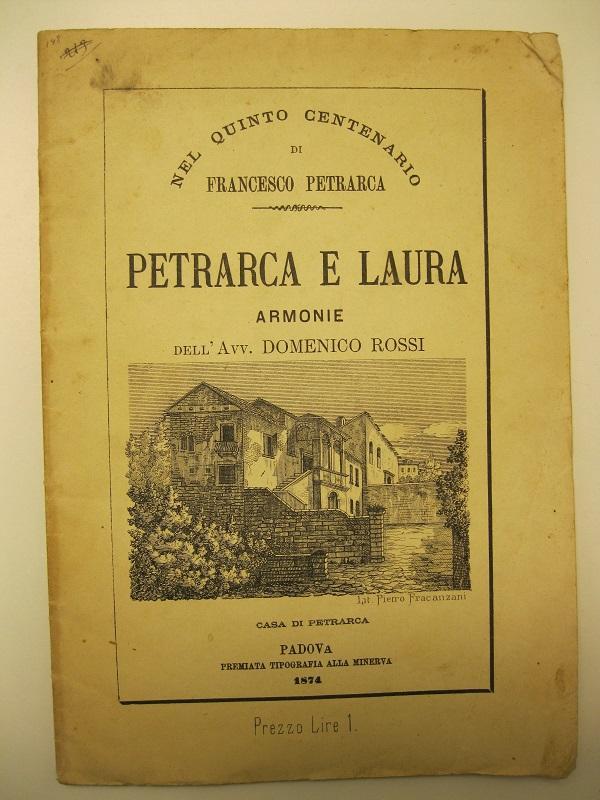 NEL QUINTO CENTENARIO
DI
FRANCESCO PETRARCA
PETRARCA E LAURA
ARMONIE
DELL'AVV. DOMENICO ROSSI
Lit. Pietro Fracanzani
CASA DI PETRARCA
PADOVA
PREMIATA TIPOGRAFIA ALLA MINERVA
1874
Prezzo Lire 1.